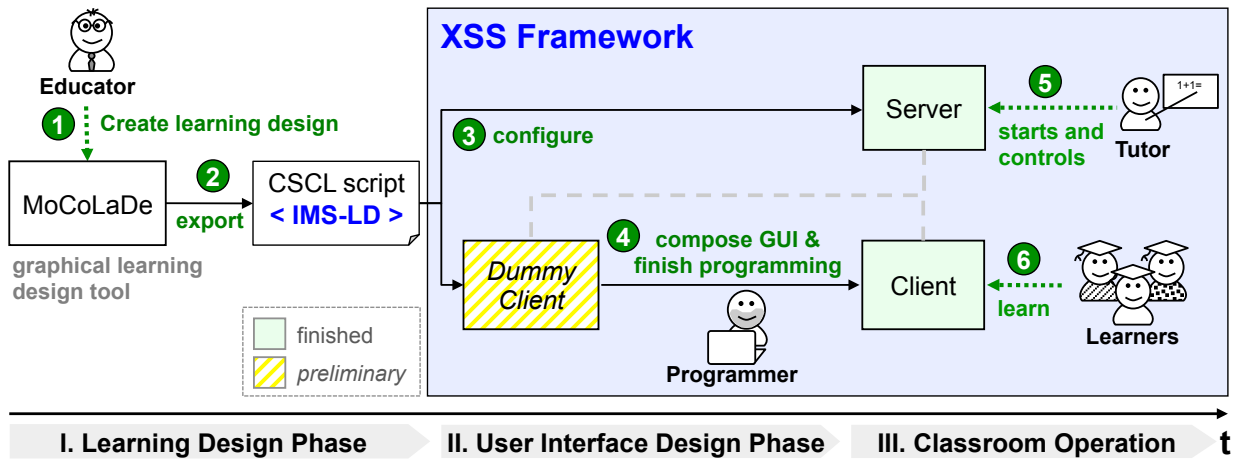 XSS Framework
Educator
1
Create learning design
MoCoLaDe
graphical learning
design tool
2
export
CSCL script
< IMS-LD >
3
configure
Server
5
starts and
controls
1+1=
Tutor
Dummy
Client
4
compose GUI &
finish programming
Programmer
Client
6
learn
Learners
finished
preliminary
I. Learning Design Phase
II. User Interface Design Phase
III. Classroom Operation
t